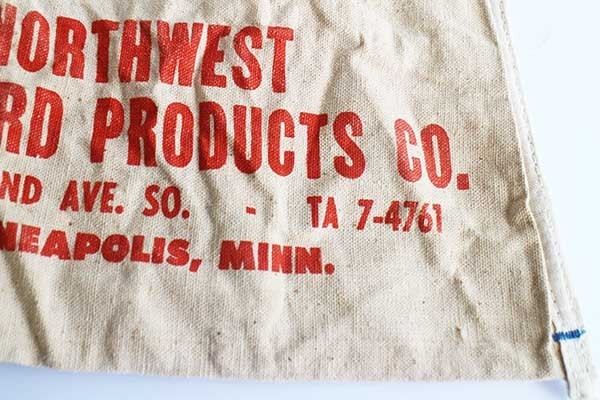 NORTHWEST
RD PRODUCTS CO.
ND AVE. SO. - TA 7-4761
NEAPOLIS, MINN.